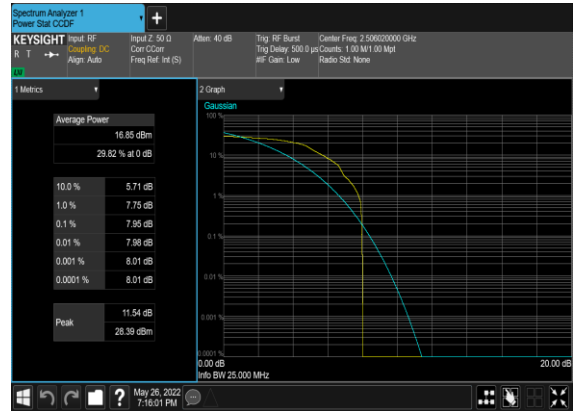 Spectrum Analyzer 1
Power Stat CCDF
KEYSIGHT
R T
LW
Input: RF
Coupling: DC
Align: Auto
Input Z: 50 Ω
Corr CCorr
Freq Ref: Int (S)
Atten: 40 dB
Trig: RF Burst
Trig Delay: 500.0 µs
#IF Gain: Low
Center Freq: 2.506020000 GHz
Counts: 1.00 M/1.00 Mpt
Radio Std: None
1 Metrics
Average Power
16.85 dBm
29.82 % at 0 dB
10.0 % 5.71 dB
1.0 % 7.75 dB
0.1 % 7.95 dB
0.01 % 7.98 dB
0.001 % 8.01 dB
0.0001 % 8.01 dB
Peak
11.54 dB
28.39 dBm
2 Graph
Gaussian
100 %
10 %
1 %
0.1 %
0.01 %
0.001 %
0.0001 %
0.00 dB
20.00 dB
Info BW 25.000 MHz
?
May 26, 2022
7:16:01 PM